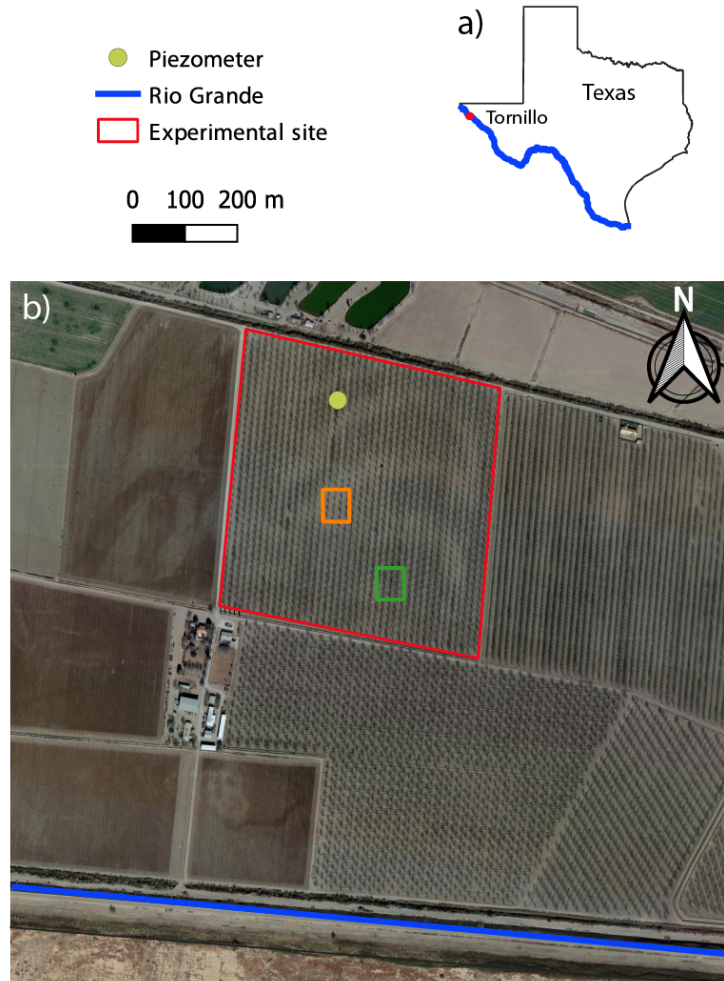 a)
Piezometer
Rio Grande
Experimental site
Texas
Tornillo
0 100 200 m
b)
N